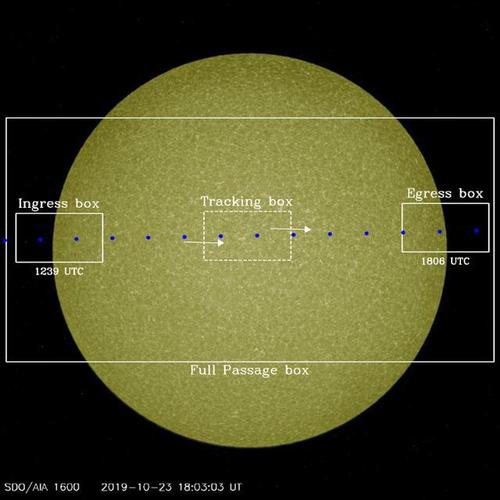 Ingress box
Tracking box
Egress box
1239 UTC
1806 UTC
Full Passage box
SDO/AIA 1600 2019-10-23 18:03:03 UT